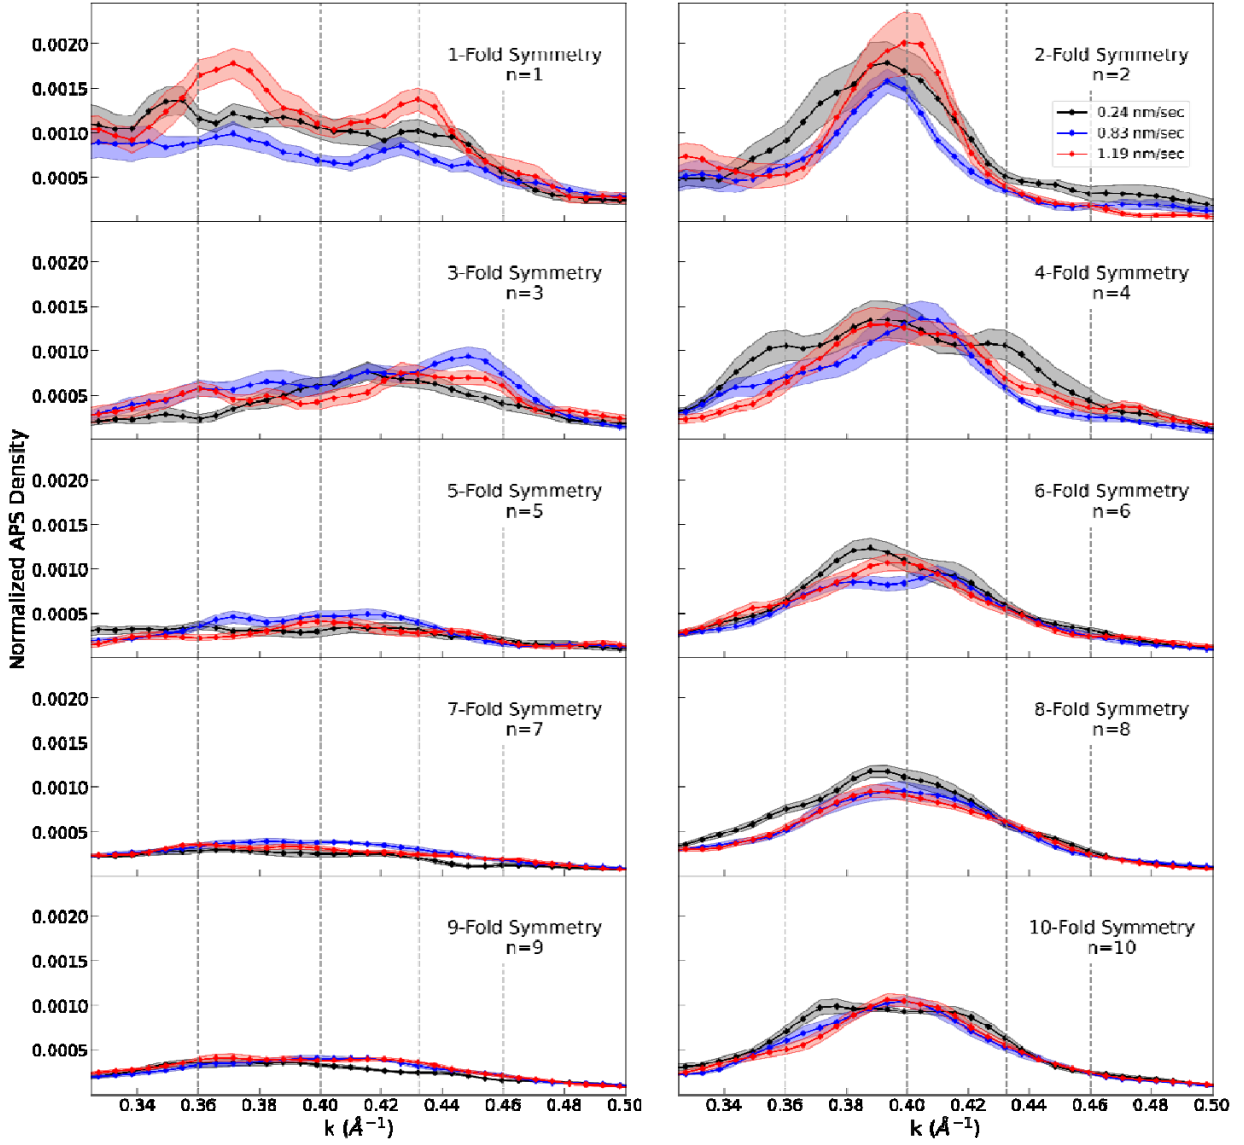 Normalized APS Density
0.0020
0.0015
0.0010
0.0005
1-Fold Symmetry
n=1
2-Fold Symmetry
n=2
0.24 nm/sec
0.83 nm/sec
1.19 nm/sec
0.0020
0.0015
0.0010
0.0005
3-Fold Symmetry
n=3
4-Fold Symmetry
n=4
0.0020
0.0015
0.0010
0.0005
5-Fold Symmetry
n=5
6-Fold Symmetry
n=6
0.0020
0.0015
0.0010
0.0005
7-Fold Symmetry
n=7
8-Fold Symmetry
n=8
0.0020
0.0015
0.0010
0.0005
9-Fold Symmetry
n=9
10-Fold Symmetry
n=10
0.34 0.36 0.38 0.40 0.42 0.44 0.46 0.48 0.50
k (Å⁻¹)
0.34 0.36 0.38 0.40 0.42 0.44 0.46 0.48 0.50
k (Å⁻¹)